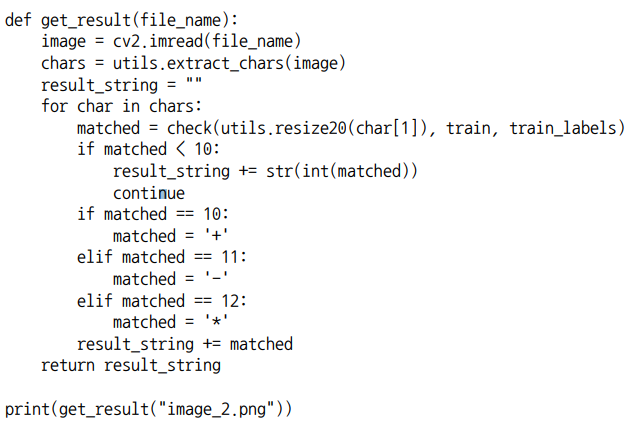 def get_result(file_name):
    image = cv2.imread(file_name)
    chars = utils.extract_chars(image)
    result_string = ""
    for char in chars:
        matched = check(utils.resize20(char[1]), train, train_labels)
        if matched < 10:
            result_string += str(int(matched))
            continue
        if matched == 10:
            matched = '+'
        elif matched == 11:
            matched = '-'
        elif matched == 12:
            matched = '*'
        result_string += matched
    return result_string

print(get_result("image_2.png"))